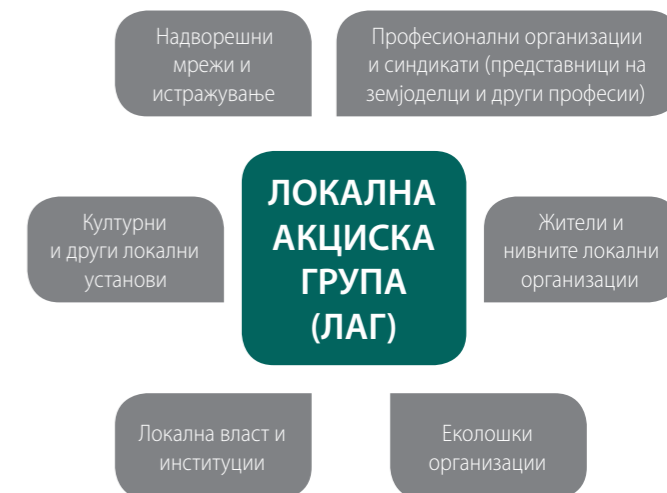 Надворешни
мрежи и
истражување
Професионални организации
и синдикати (представници на
земјоделци и други професии)
ЛОКАЛНА
АКЦИСКА
ГРУПА
(ЛАГ)
Културни
и други локални
установи
Жители и
нивните локални
организации
Локална власт и
институции
Еколошки
организации